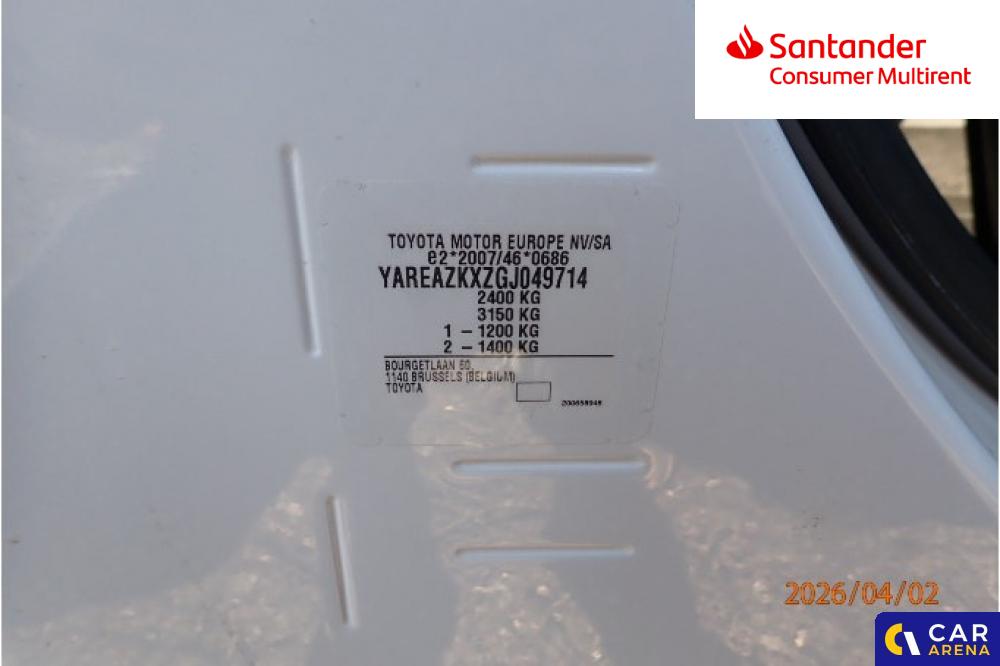 Santander
Consumer Multirent
TOYOTA MOTOR EUROPE NV/SA
e2*2007/46*0686
YAREAZKXZGJ049714
2400 KG
3150 KG
1 - 1200 KG
2 - 1400 KG
BOURGETLAAN 60,
1140 BRUSSELS (BELGIUM)
TOYOTA
2026/04/02
CAR
ARENA